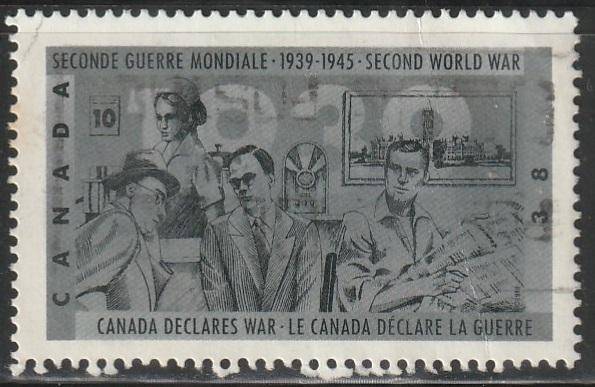 SECONDE GUERRE MONDIALE · 1939-1945 · SECOND WORLD WAR
CANADA
10
1939
38
CANADA DECLARES WAR · LE CANADA DÉCLARE LA GUERRE